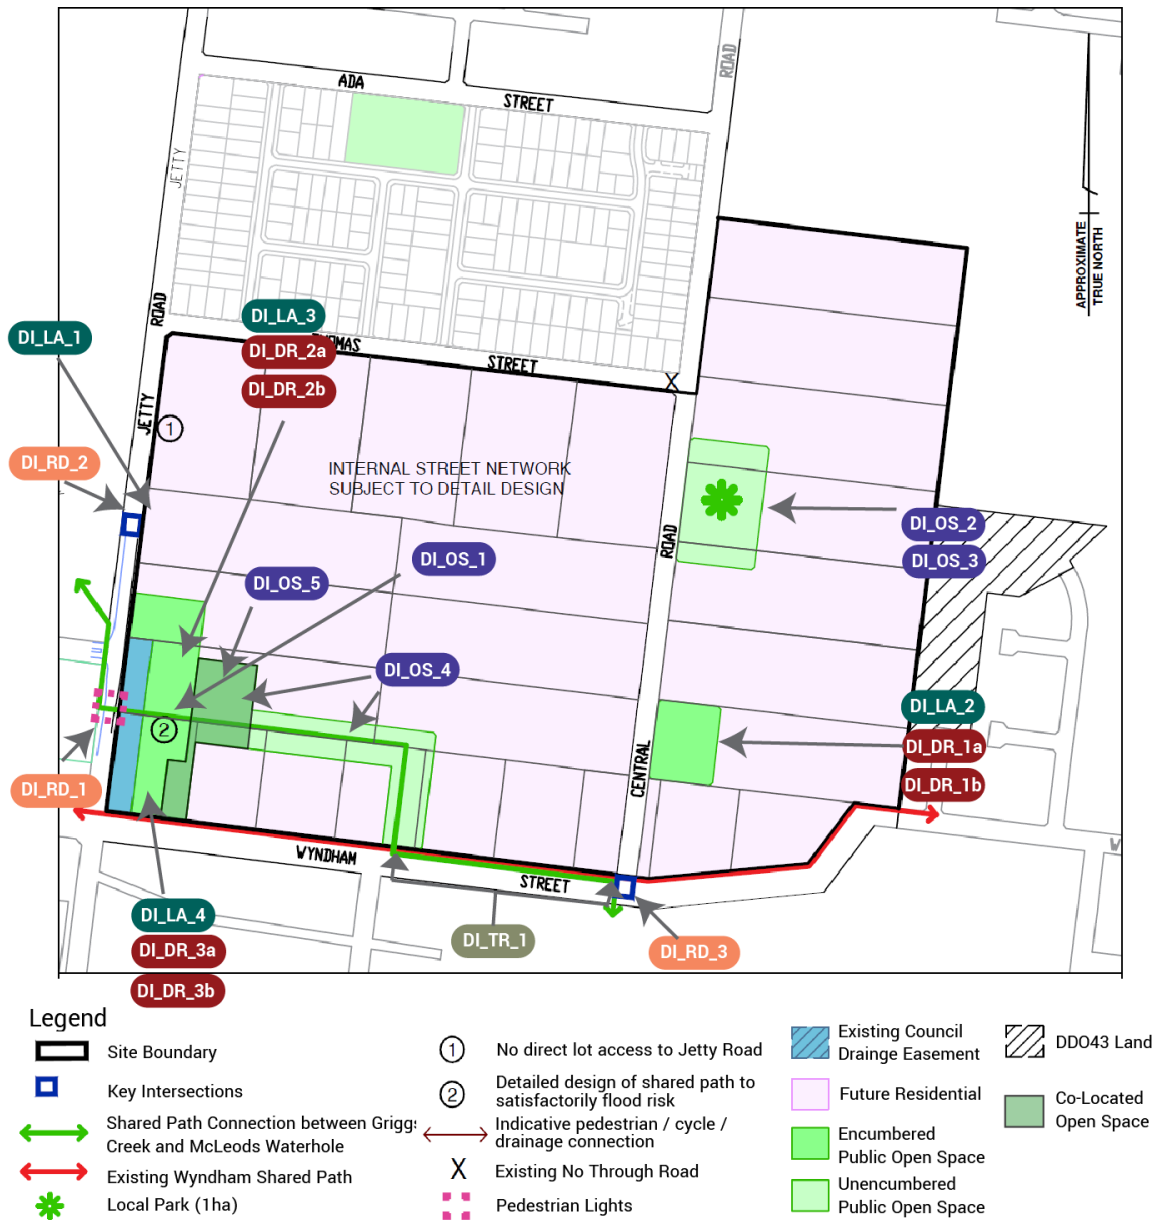 ROAD
ADA
STREET
JETTY
APPROXIMATE
TRUE NORTH
ROAD
DI_LA_3
DI_LA_1
DI_DR_2a
STREET
DI_DR_2b
X
JETTY
1
DI_RD_2
INTERNAL STREET NETWORK
SUBJECT TO DETAIL DESIGN
DI_OS_2
ROAD
DI_OS_1
DI_OS_3
DI_OS_5
DI_OS_4
DI_LA_2
2
DI_DR_1a
CENTRAL
DI_RD_1
DI_DR_1b
WYNDHAM
STREET
DI_LA_4
DI_TR_1
DI_DR_3a
DI_RD_3
DI_DR_3b
Legend
Site Boundary
Key Intersections
Shared Path Connection between Griggs
Creek and McLeods Waterhole
Existing Wyndham Shared Path
Local Park (1ha)
1
No direct lot access to Jetty Road
2
Detailed design of shared path to
satisfactorily flood risk
Indicative pedestrian / cycle /
drainage connection
X
Existing No Through Road
Pedestrian Lights
Existing Council
Drainge Easement
Future Residential
Encumbered
Public Open Space
Unencumbered
Public Open Space
DDO43 Land
Co-Located
Open Space